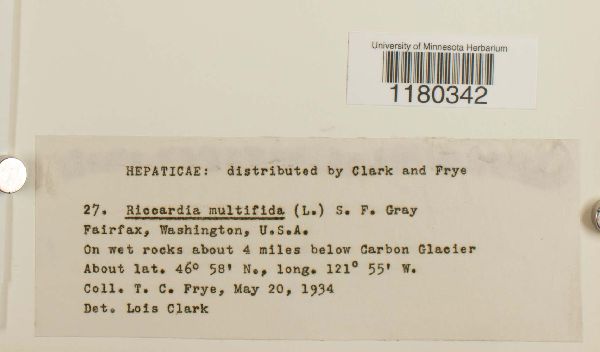 University of Minnesota Herbarium
1180342
HEPATICAE: distributed by Clark and Frye
27. Riccardia multifida (L.) S. F. Gray
Fairfax, Washington, U.S.A.
On wet rocks about 4 miles below Carbon Glacier
About lat. 46° 58' N., long. 121° 55' W.
Coll. T. C. Frye, May 20, 1934
Det. Lois Clark